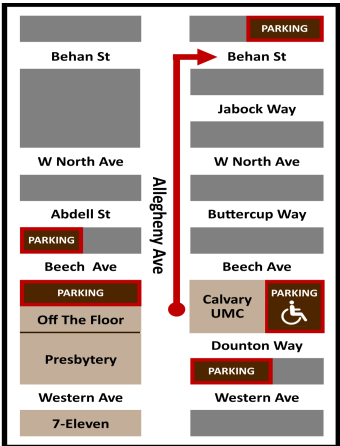 PARKING
Behan St
Behan St
Jabock Way
W North Ave
W North Ave
Allegheny Ave
Abdell St
Buttercup Way
PARKING
Beech Ave
Beech Ave
PARKING
Calvary
UMC
PARKING
Off The Floor
Dounton Way
Presbytery
PARKING
Western Ave
Western Ave
7-Eleven